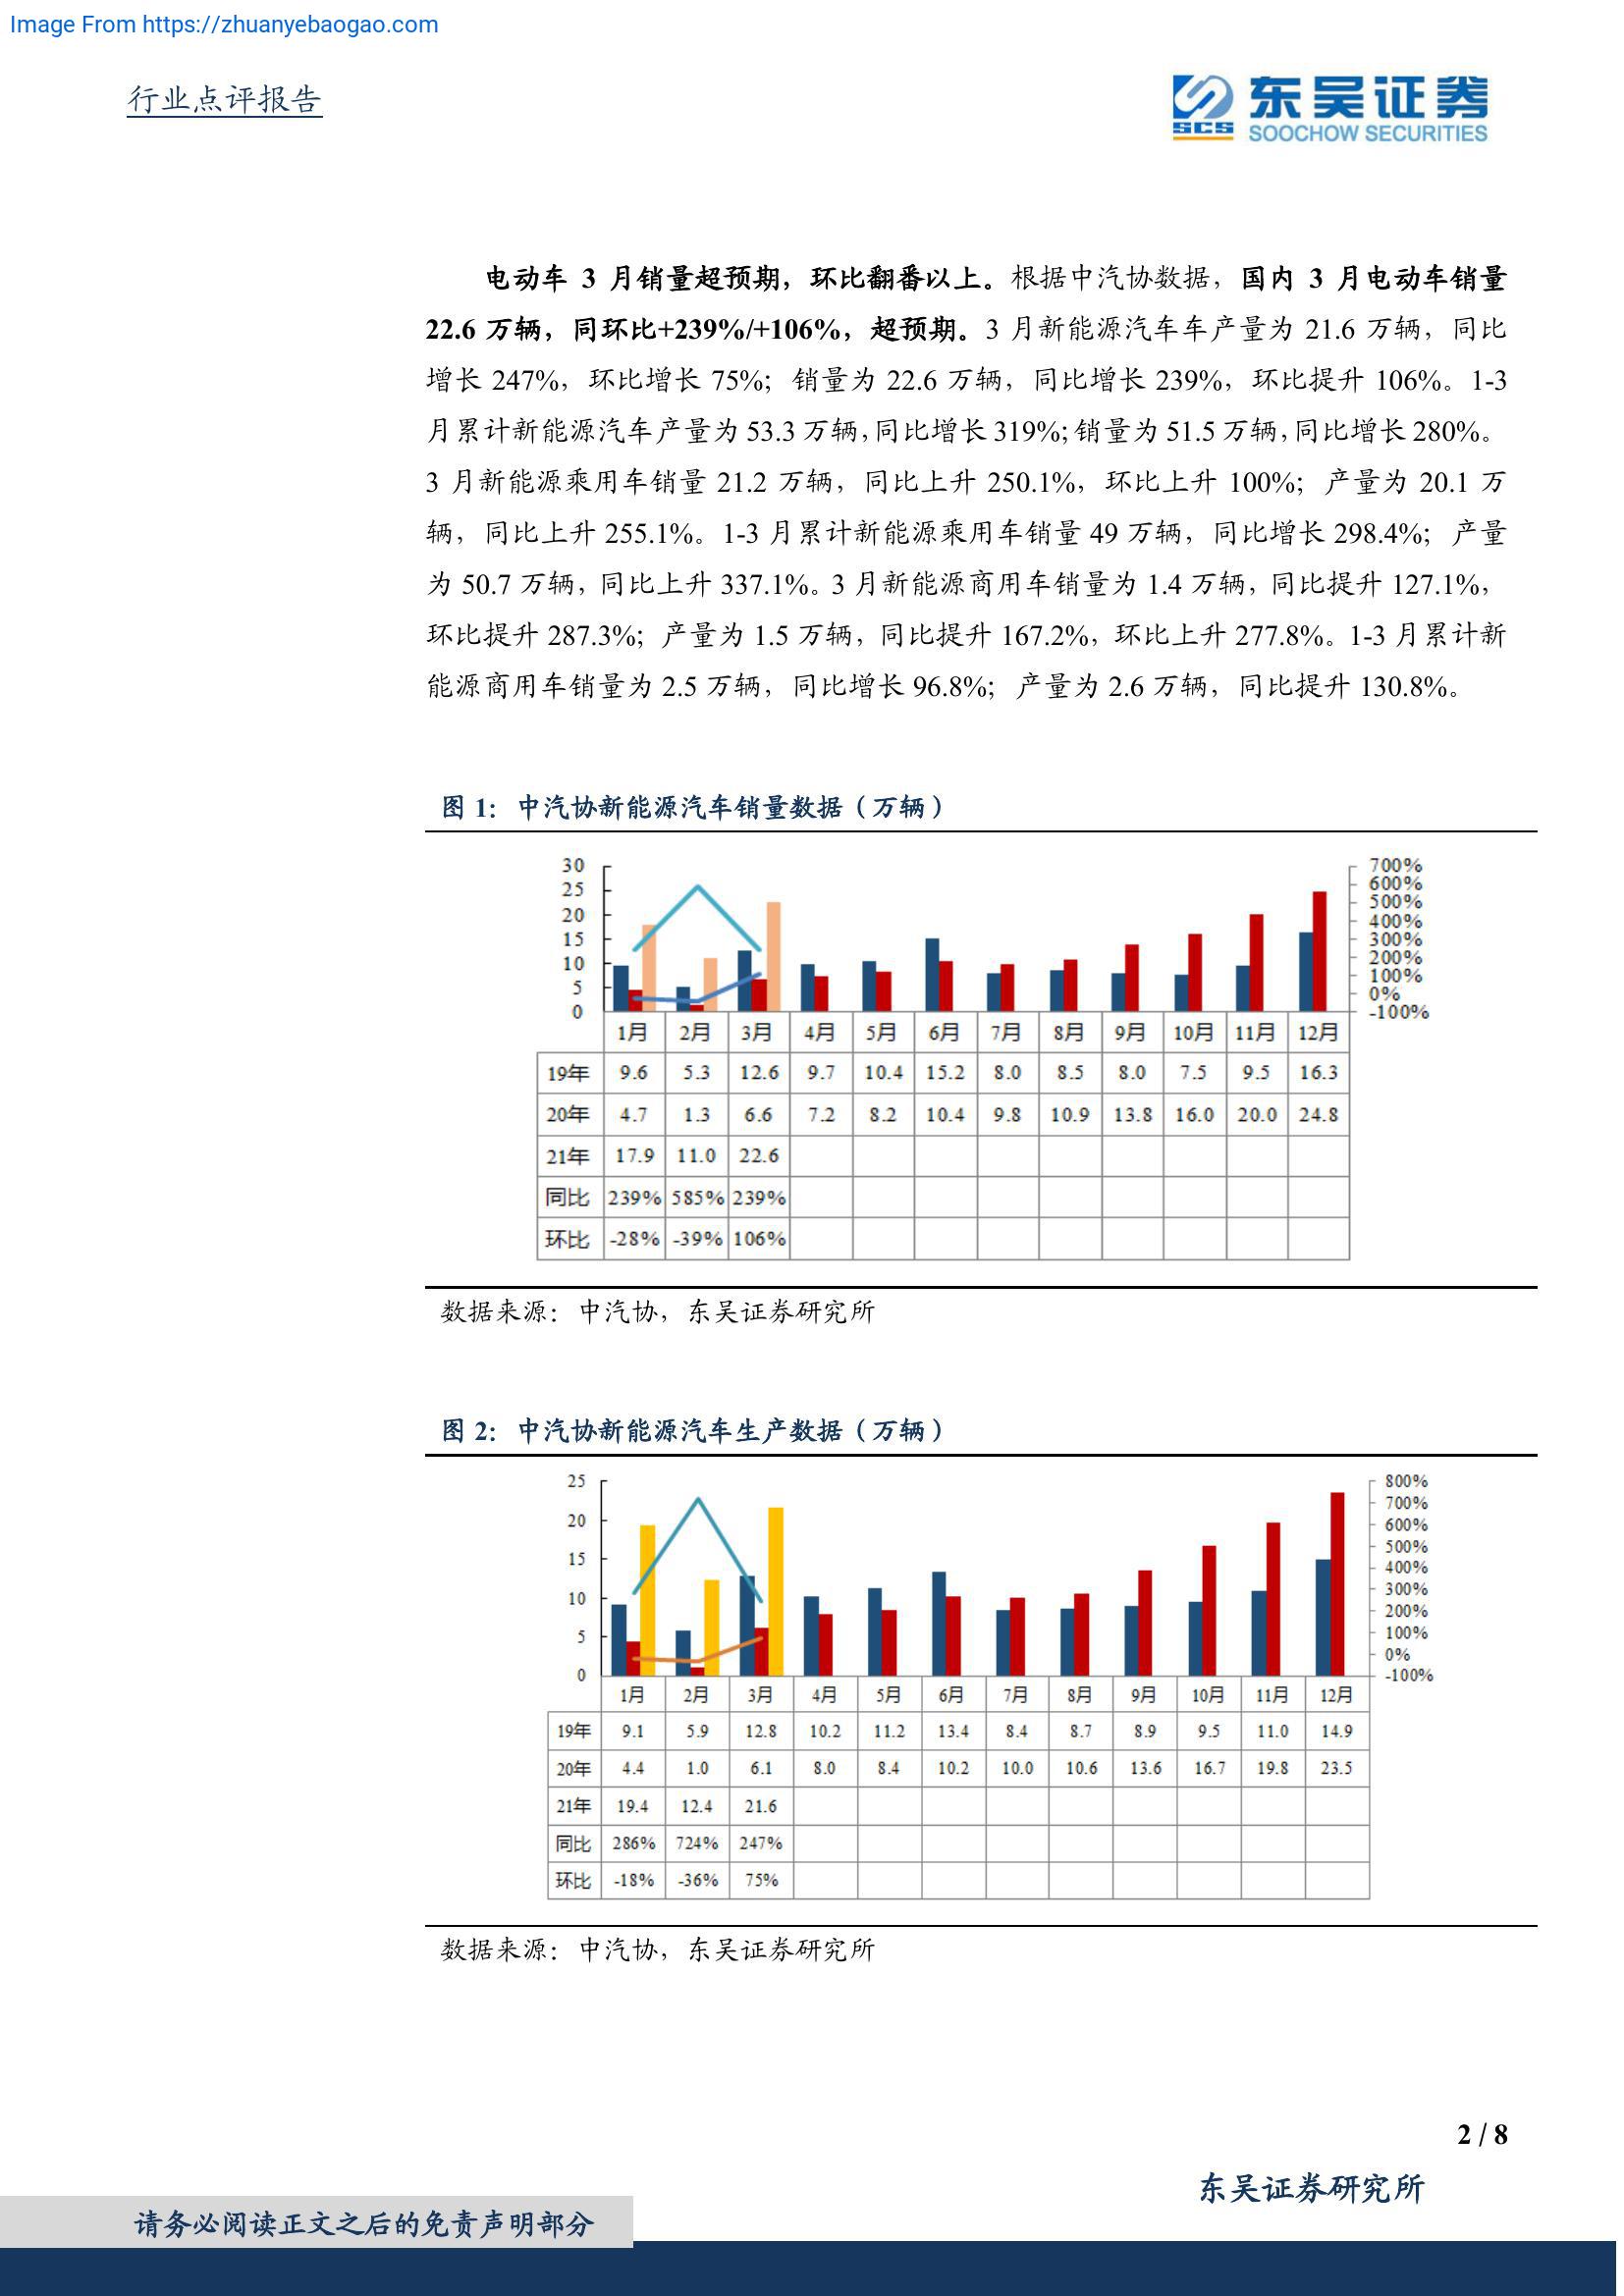 Image From https://zhuanyebaogao.com
行业点评报告
东吴证券
SCS
SOOCHOW SECURITIES
电动车 3 月销量超预期，环比翻番以上。根据中汽协数据，国内 3 月电动车销量
22.6 万辆，同环比+239%/+106%，超预期。3 月新能源汽车车产量为 21.6 万辆，同比
增长 247%，环比增长 75%；销量为 22.6 万辆，同比增长 239%，环比提升 106%。1-3
月累计新能源汽车产量为 53.3 万辆，同比增长 319%；销量为 51.5 万辆，同比增长 280%。
3 月新能源乘用车销量 21.2 万辆，同比上升 250.1%，环比上升 100%；产量为 20.1 万
辆，同比上升 255.1%。1-3 月累计新能源乘用车销量 49 万辆，同比增长 298.4%；产量
为 50.7 万辆，同比上升 337.1%。3 月新能源商用车销量为 1.4 万辆，同比提升 127.1%，
环比提升 287.3%；产量为 1.5 万辆，同比提升 167.2%，环比上升 277.8%。1-3 月累计新
能源商用车销量为 2.5 万辆，同比增长 96.8%；产量为 2.6 万辆，同比提升 130.8%。
图 1：中汽协新能源汽车销量数据（万辆）
30 700%
25 600%
20 500%
15 400%
10 300%
5 200%
0 100%
0%
-100%
1月 2月 3月 4月 5月 6月 7月 8月 9月 10月 11月 12月
19年 9.6 5.3 12.6 9.7 10.4 15.2 8.0 8.5 8.0 7.5 9.5 16.3
20年 4.7 1.3 6.6 7.2 8.2 10.4 9.8 10.9 13.8 16.0 20.0 24.8
21年 17.9 11.0 22.6
同比 239% 585% 239%
环比 -28% -39% 106%
数据来源：中汽协，东吴证券研究所
图 2：中汽协新能源汽车生产数据（万辆）
25 800%
20 700%
15 600%
10 500%
5 400%
0 300%
200%
100%
0%
-100%
1月 2月 3月 4月 5月 6月 7月 8月 9月 10月 11月 12月
19年 9.1 5.9 12.8 10.2 11.2 13.4 8.4 8.7 8.9 9.5 11.0 14.9
20年 4.4 1.0 6.1 8.0 8.4 10.2 10.0 10.6 13.6 16.7 19.8 23.5
21年 19.4 12.4 21.6
同比 286% 724% 247%
环比 -18% -36% 75%
数据来源：中汽协，东吴证券研究所
2 / 8
东吴证券研究所
请务必阅读正文之后的免责声明部分